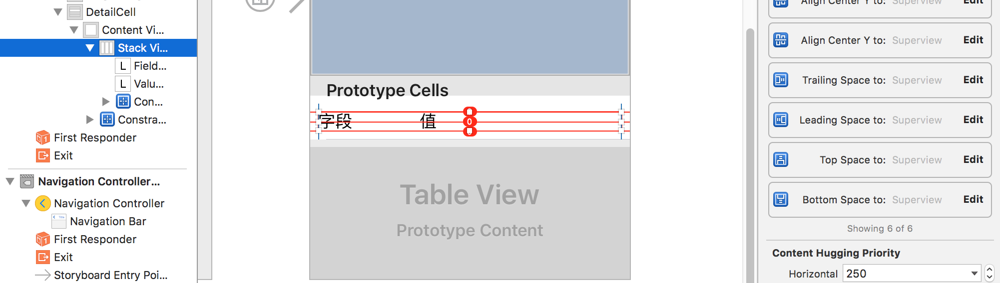 DetailCell
Content Vi...
Stack Vi...
L Field...
L Valu...
Con...
Constra...
First Responder
Exit
Navigation Controller...
Navigation Controller
Title
Navigation Bar
First Responder
Exit
Storyboard Entry Poi...
Prototype Cells
字段 值
0
Table View
Prototype Content
Align Center Y to: Superview Edit
Align Center Y to: Superview Edit
Trailing Space to: Superview Edit
Leading Space to: Superview Edit
Top Space to: Superview Edit
Bottom Space to: Superview Edit
Showing 6 of 6
Content Hugging Priority
Horizontal 250